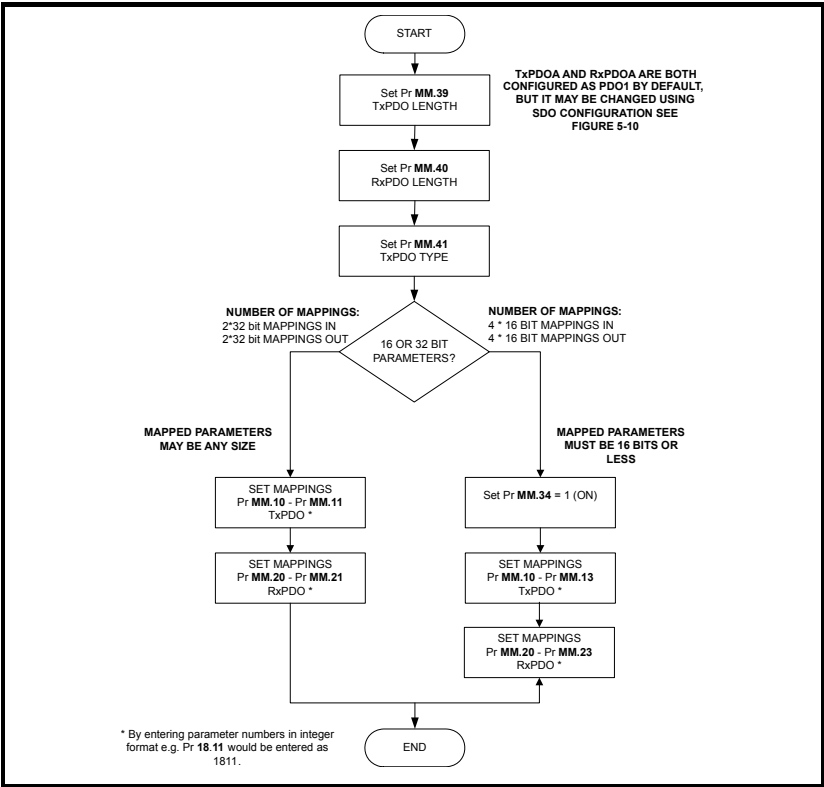 START
TxPDOA AND RxPDOA ARE BOTH
CONFIGURED AS PDO1 BY DEFAULT,
BUT IT MAY BE CHANGED USING
SDO CONFIGURATION SEE
FIGURE 5-10
Set Pr MM.39
TxPDO LENGTH
Set Pr MM.40
RxPDO LENGTH
Set Pr MM.41
TxPDO TYPE
NUMBER OF MAPPINGS:
2*32 bit MAPPINGS IN
2*32 bit MAPPINGS OUT
NUMBER OF MAPPINGS:
4 * 16 BIT MAPPINGS IN
4 * 16 BIT MAPPINGS OUT
16 OR 32 BIT
PARAMETERS?
MAPPED PARAMETERS
MAY BE ANY SIZE
MAPPED PARAMETERS
MUST BE 16 BITS OR
LESS
SET MAPPINGS
Pr MM.10 - Pr MM.11
TxPDO *
Set Pr MM.34 = 1 (ON)
SET MAPPINGS
Pr MM.20 - Pr MM.21
RxPDO *
SET MAPPINGS
Pr MM.10 - Pr MM.13
TxPDO *
SET MAPPINGS
Pr MM.20 - Pr MM.23
RxPDO *
* By entering parameter numbers in integer
format e.g. Pr 18.11 would be entered as
1811.
END